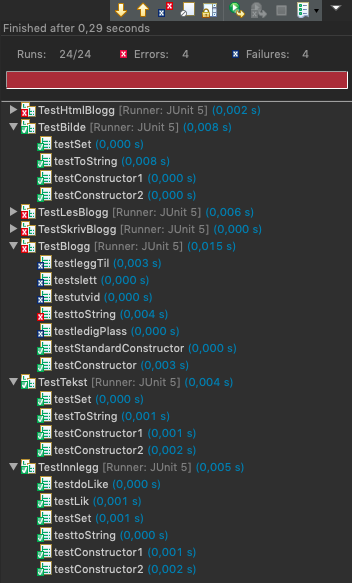 Finished after 0,29 seconds
Runs: 24/24 Errors: 4 Failures: 4
TestHtmlBlogg [Runner: JUnit 5] (0,002 s)
TestBilde [Runner: JUnit 5] (0,008 s)
testSet (0,000 s)
testToString (0,008 s)
testConstructor1 (0,000 s)
testConstructor2 (0,000 s)
TestLesBlogg [Runner: JUnit 5] (0,006 s)
TestSkrivBlogg [Runner: JUnit 5] (0,000 s)
TestBlogg [Runner: JUnit 5] (0,015 s)
testleggTil (0,003 s)
testslett (0,000 s)
testutvid (0,000 s)
testtoString (0,004 s)
testledigPlass (0,000 s)
testStandardConstructor (0,000 s)
testConstructor (0,003 s)
TestTekst [Runner: JUnit 5] (0,004 s)
testSet (0,000 s)
testToString (0,001 s)
testConstructor1 (0,001 s)
testConstructor2 (0,002 s)
TestInnlegg [Runner: JUnit 5] (0,005 s)
testdoLike (0,000 s)
testLik (0,001 s)
testSet (0,001 s)
testtoString (0,000 s)
testConstructor1 (0,001 s)
testConstructor2 (0,002 s)